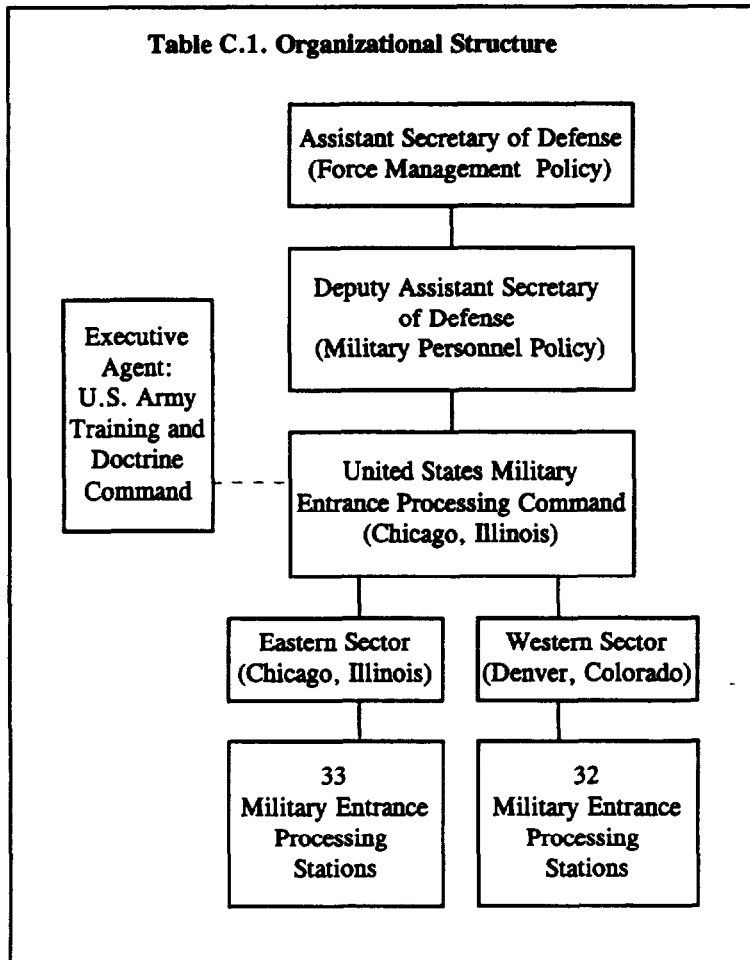 Table C.1. Organizational Structure
Assistant Secretary of Defense
(Force Management Policy)
Deputy Assistant Secretary
of Defense
(Military Personnel Policy)
Executive
Agent:
U.S. Army
Training and
Doctrine
Command
United States Military
Entrance Processing Command
(Chicago, Illinois)
Eastern Sector
(Chicago, Illinois)
Western Sector
(Denver, Colorado)
33
Military Entrance
Processing
Stations
32
Military Entrance
Processing
Stations